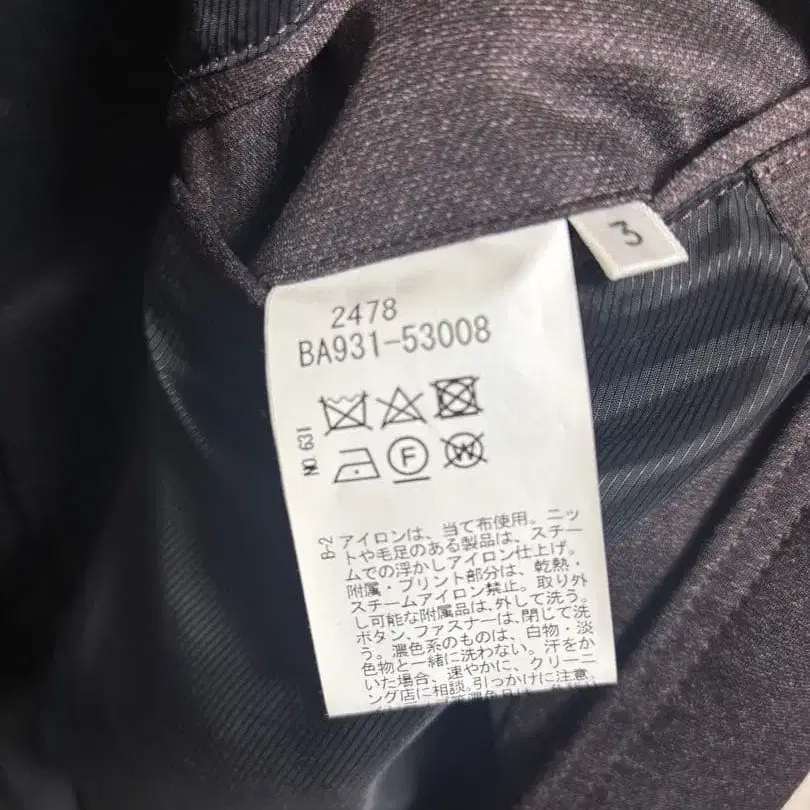 3
2478
BA931-53008
NO 631
F
W
B-2
アイロンは、当て布使用。ニッ
トや毛足のある製品は、スチー
ムでの浮かしアイロン仕上げ。
附属・プリント部分は、乾熱・
スチームアイロン禁止。取り外
し可能な附属品は、外して洗う。
ボタン、ファスナーは、閉じて洗
う。濃色系のものは、白物・淡
色物と一緒に洗わない。汗をか
いた場合、速やかに、クリーニ
ング店に相談。引っかけに注意。